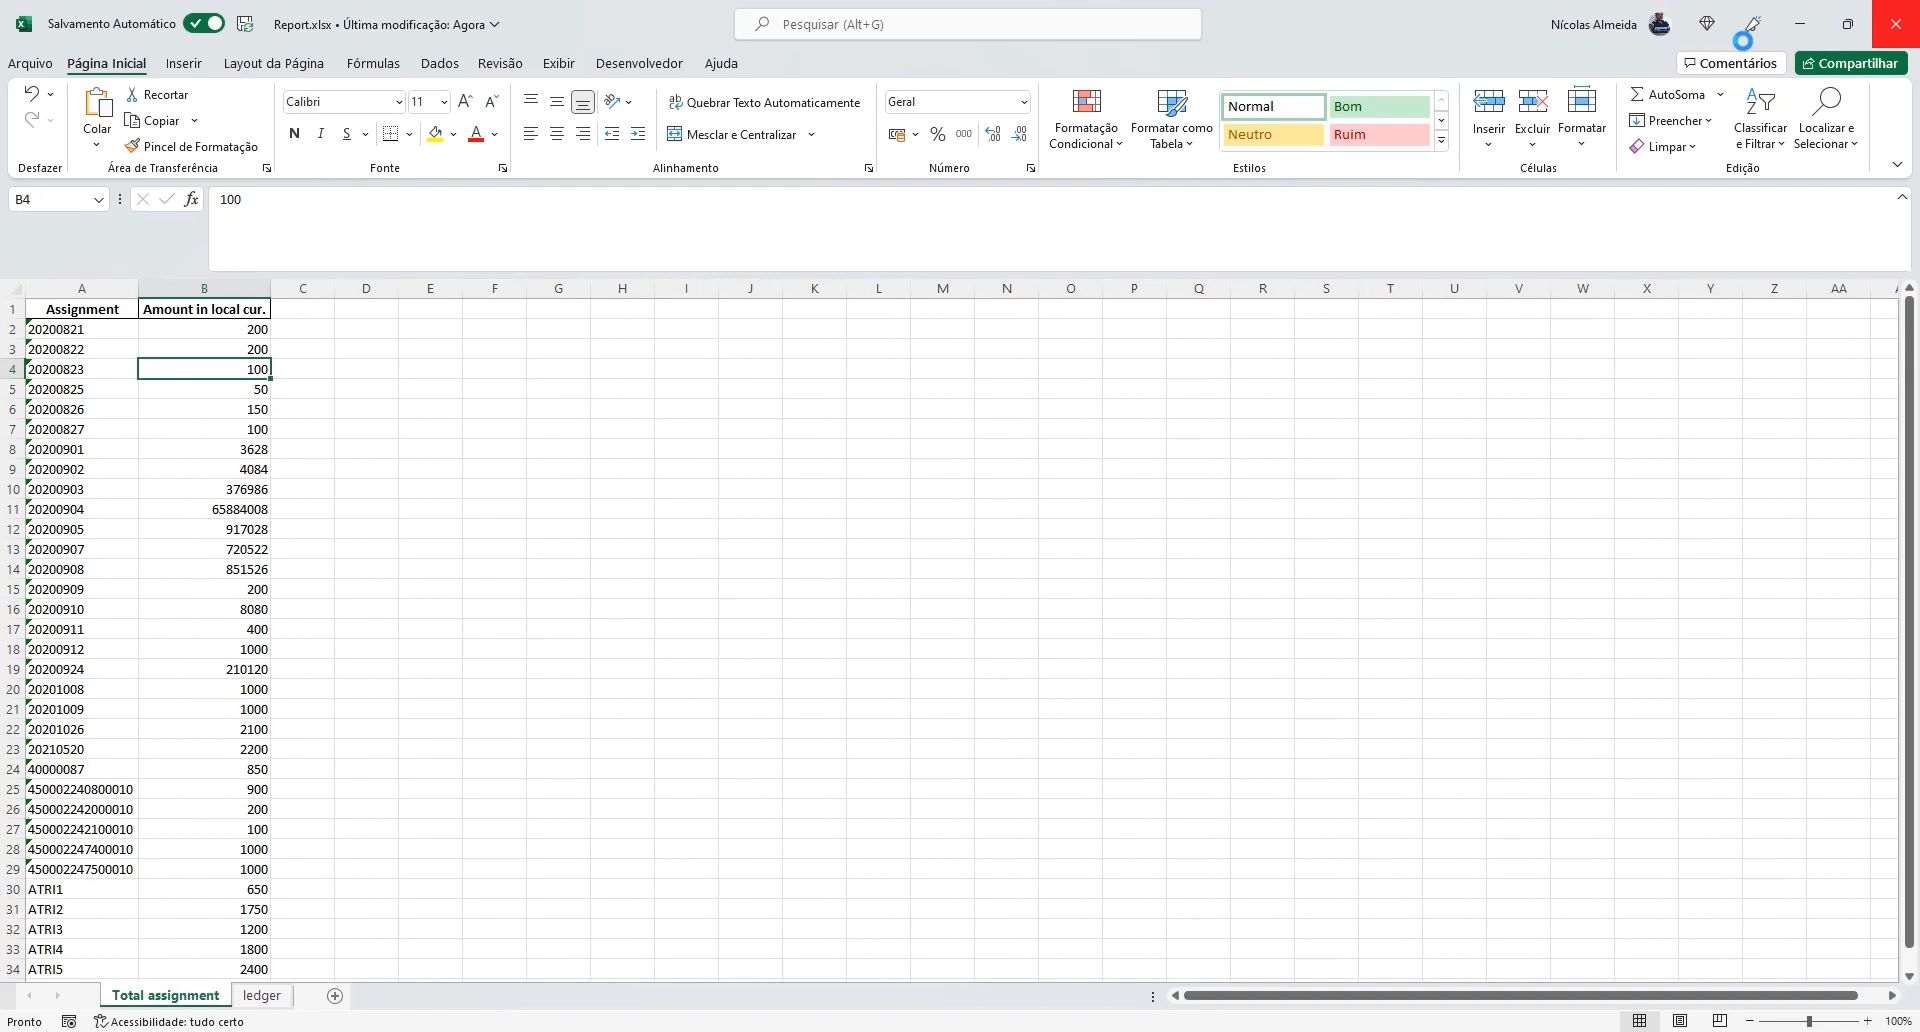 Salvamento Automático
Report.xlsx • Última modificação: Agora
Pesquisar (Alt+G)
Nícolas Almeida
Arquivo Página Inicial Inserir Layout da Página Fórmulas Dados Revisão Exibir Desenvolvedor Ajuda
Comentários Compartilhar
Desfazer
Colar
Recortar
Copiar
Pincel de Formatação
Área de Transferência
Calibri 11
N I S
Fonte
Quebrar Texto Automaticamente
Mesclar e Centralizar
Alinhamento
Geral
% 000
Número
Formatação Condicional
Formatar como Tabela
Normal Bom
Neutro Ruim
Estilos
Inserir Excluir Formatar
Células
AutoSoma
Preencher
Limpar
Classificar e Filtrar
Localizar e Selecionar
Edição
B4 fx 100
A B C D E F G H I J K L M N O P Q R S T U V W X Y Z AA
1 Assignment Amount in local cur.
2 20200821 200
3 20200822 200
4 20200823 100
5 20200825 50
6 20200826 150
7 20200827 100
8 20200901 3628
9 20200902 4084
10 20200903 376986
11 20200904 65884008
12 20200905 917028
13 20200907 720522
14 20200908 851526
15 20200909 200
16 20200910 8080
17 20200911 400
18 20200912 1000
19 20200924 210120
20 20201008 1000
21 20201009 1000
22 20201026 2100
23 20210520 2200
24 40000087 850
25 450002240800010 900
26 450002242000010 200
27 450002242100010 100
28 450002247400010 1000
29 450002247500010 1000
30 ATRI1 650
31 ATRI2 1750
32 ATRI3 1200
33 ATRI4 1800
34 ATRI5 2400
Total assignment ledger
Pronto Acessibilidade: tudo certo 100%